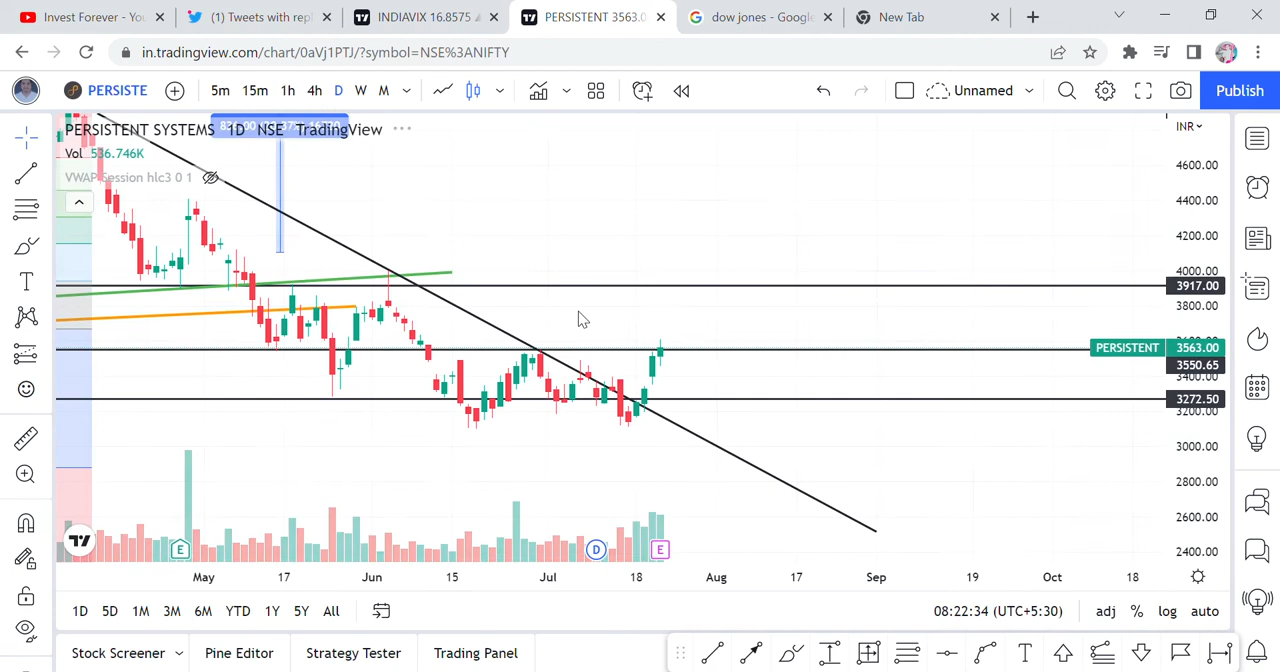 Invest Forever - You
(1) Tweets with repl
INDIAVIX 16.8575
PERSISTENT 3563.0
dow jones - Google
New Tab
in.tradingview.com/chart/0aVj1PTJ/?symbol=NSE%3ANIFTY
PERSISTE
5m 15m 1h 4h D W M
Unnamed
Publish
PERSISTENT SYSTEMS 1D NSE TradingView
INR
Vol 536.746K
VWAP Session hlc3 0 1
4600.00
4400.00
4200.00
4000.00
3917.00
3800.00
PERSISTENT 3563.00
3550.65
3400.00
3272.50
3200.00
3000.00
2800.00
2600.00
2400.00
E D E
May 17 Jun 15 Jul 18 Aug 17 Sep 19 Oct 18
1D 5D 1M 3M 6M YTD 1Y 5Y All
08:22:34 (UTC+5:30) adj % log auto
Stock Screener Pine Editor Strategy Tester Trading Panel